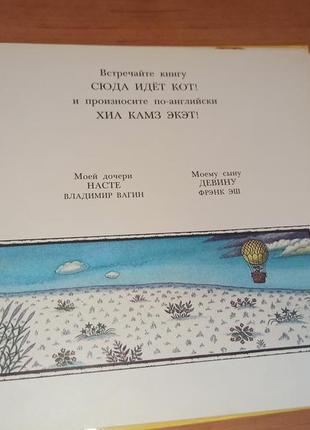 Встречайте книгу
СЮДА ИДЁТ КОТ!
и произносите по-английски
ХИА КАМЗ ЭКЭТ!
Моей дочери
НАСТЕ
ВЛАДИМИР ВАГИН
Моему сыну
ДЕВИНУ
ФРЭНК ЭШ